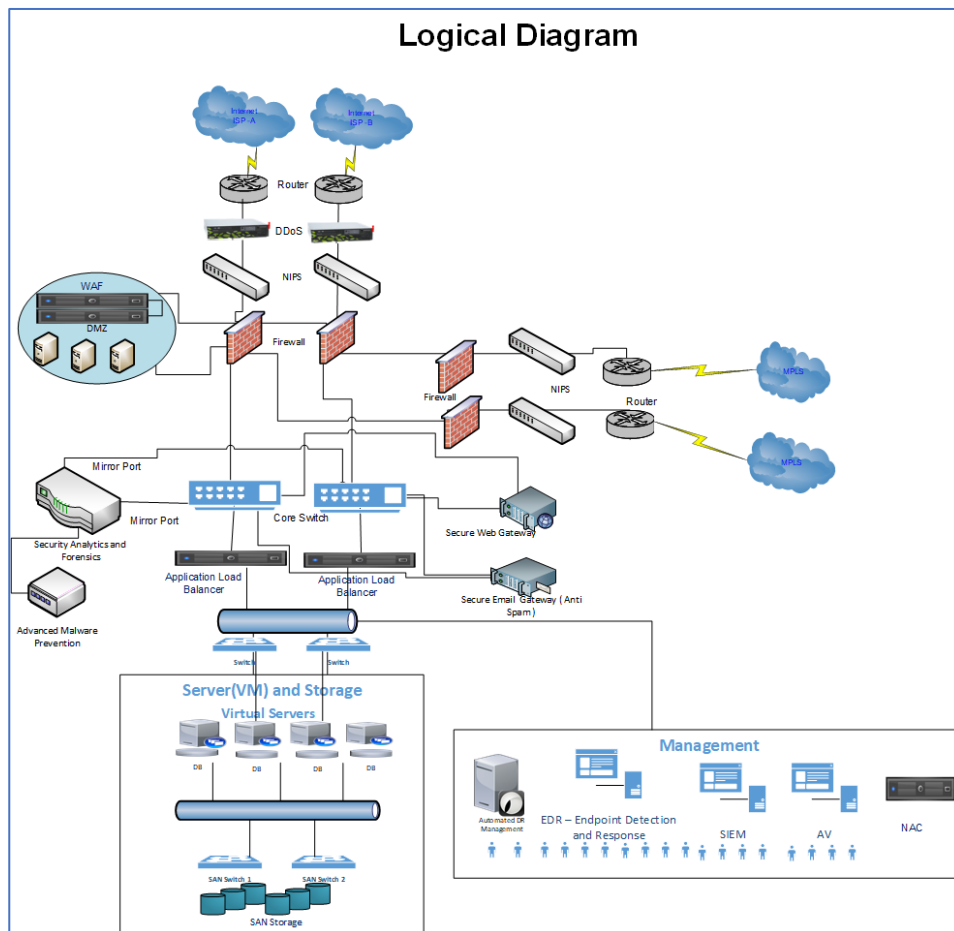 Logical Diagram
Internet
ISP -A
Internet
ISP -B
Router
DDoS
NIPS
WAF
DMZ
Firewall
Firewall
NIPS
Router
MPLS
MPLS
Mirror Port
Mirror Port
Core Switch
Security Analytics and
Forensics
Secure Web Gateway
Application Load
Balancer
Application Load
Balancer
Secure Email Gateway ( Anti
Spam )
Advanced Malware
Prevention
Switch
Switch
Server(VM) and Storage
Virtual Servers
DB
DB
DB
DB
SAN Switch 1
SAN Switch 2
SAN Storage
Management
Automated DR
Management
EDR – Endpoint Detection
and Response
SIEM
AV
NAC